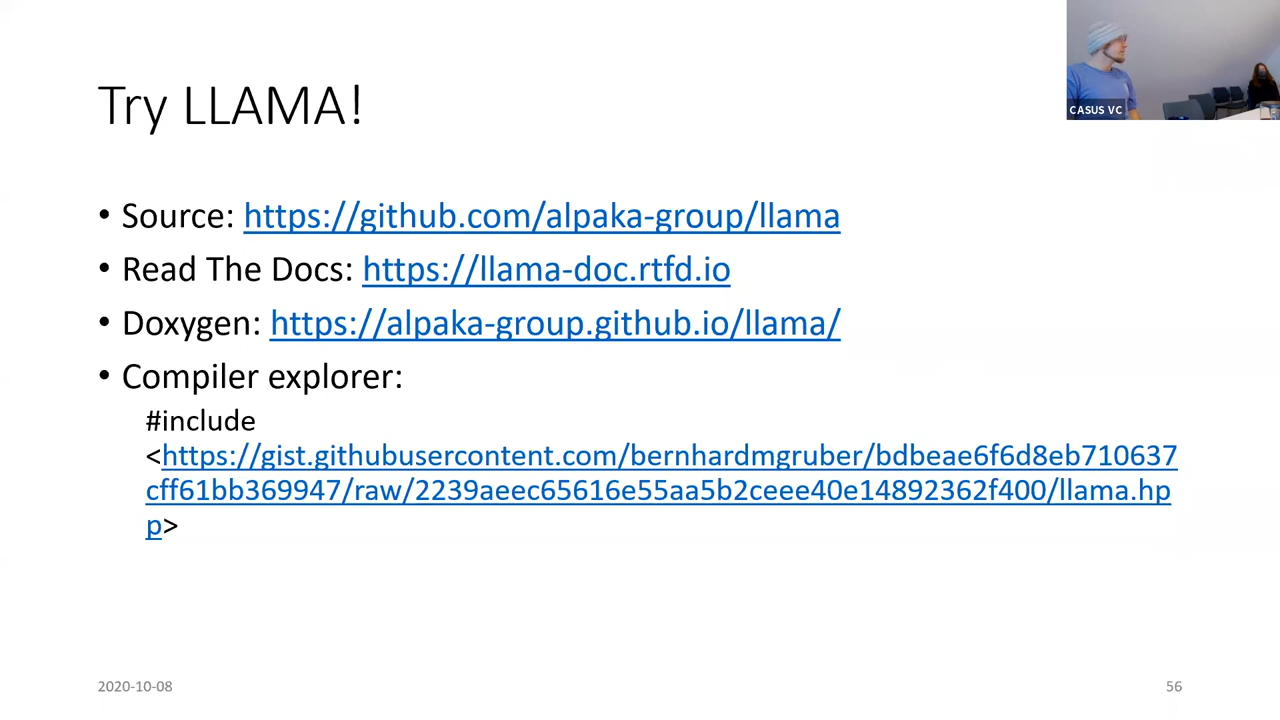 CASUS VC
Try LLAMA!
• Source: https://github.com/alpaka-group/llama
• Read The Docs: https://llama-doc.rtfd.io
• Doxygen: https://alpaka-group.github.io/llama/
• Compiler explorer:
#include
<https://gist.githubusercontent.com/bernhardmgruber/bdbeae6f6d8eb710637
cff61bb369947/raw/2239aeec65616e55aa5b2ceee40e14892362f400/llama.hp
p>
2020-10-08
56